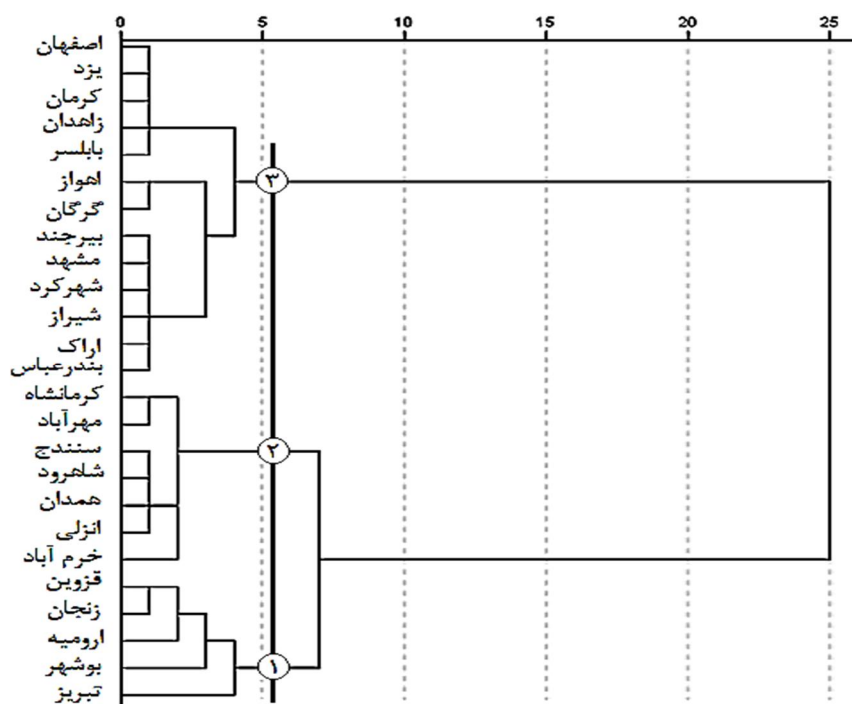 0 5 10 15 20 25
اصفهان
یزد
کرمان
زاهدان
بابلسر
اهواز
۳
گرگان
بیرجند
مشهد
شهرکرد
شیراز
اراک
بندرعباس
کرمانشاه
مهرآباد
سنندج
۲
شاهرود
همدان
انزلی
خرم آباد
قزوین
زنجان
ارومیه
بوشهر
۱
تبریز